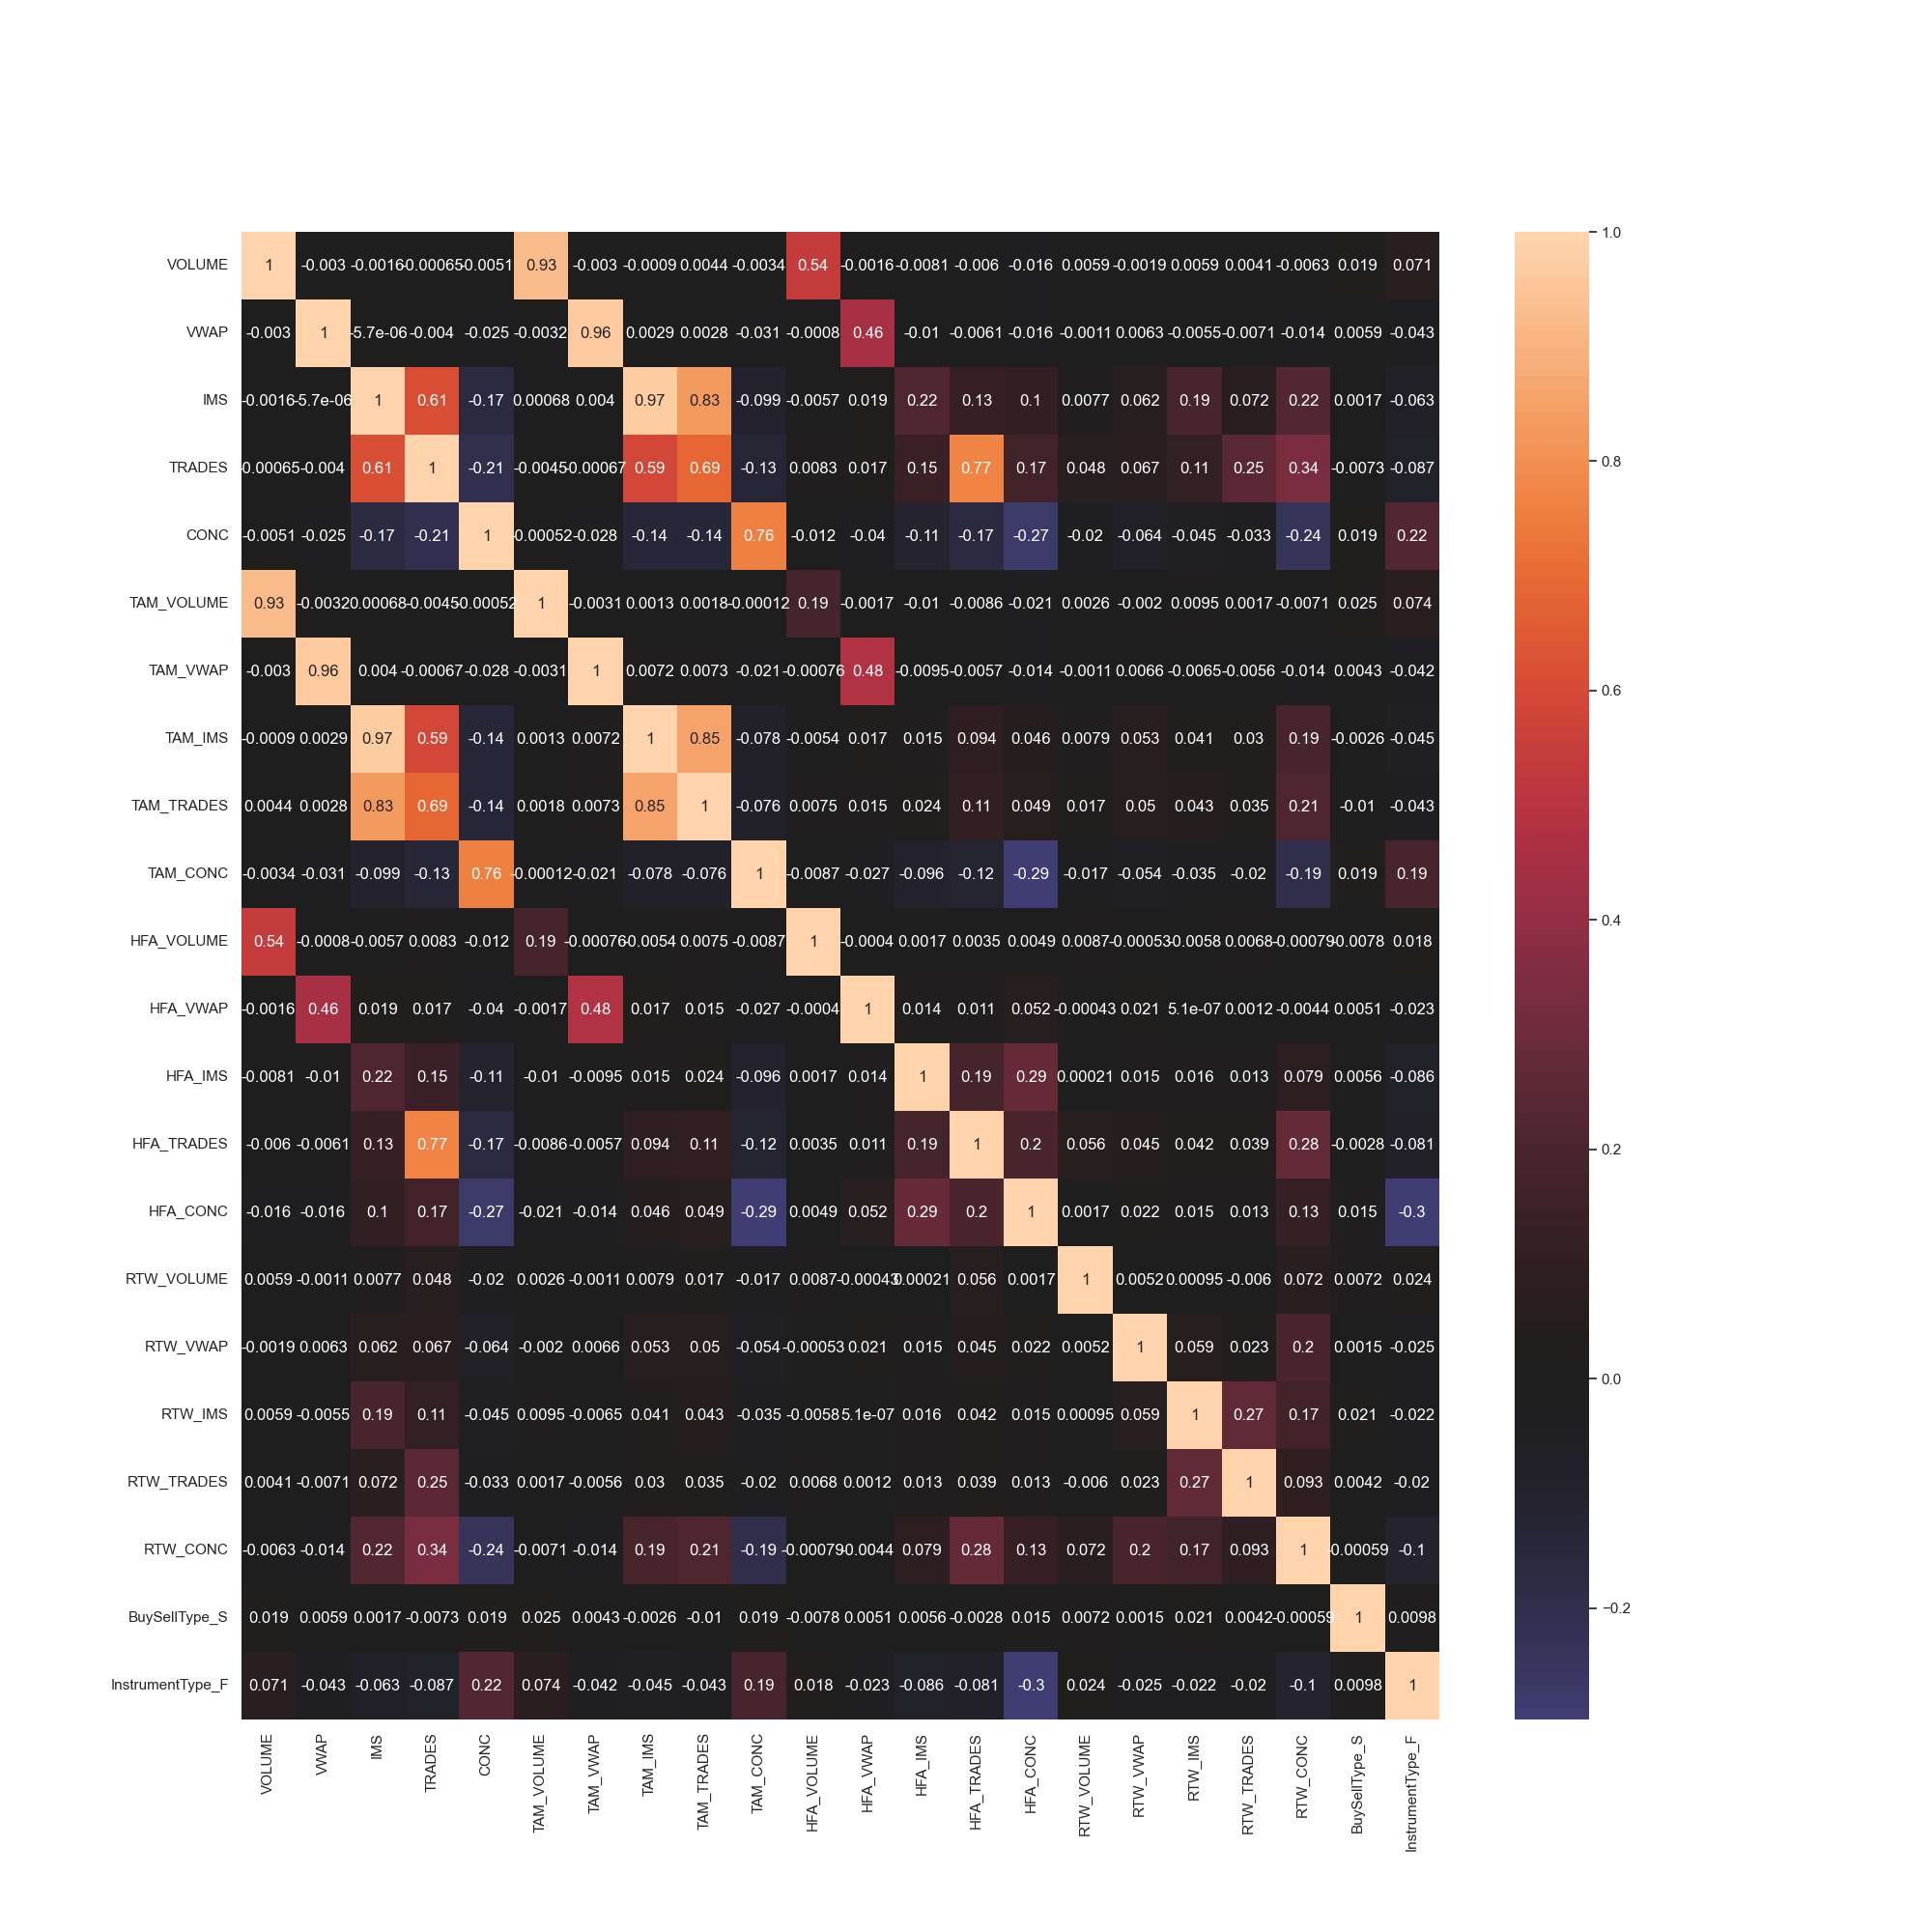 VOLUME 1 -0.003 -0.0016 -0.00065 -0.0051 0.93 -0.003 -0.0009 0.0044 -0.0034 0.54 -0.0016 -0.0081 -0.006 -0.016 0.0059 -0.0019 0.0059 0.0041 -0.0063 0.019 0.071 1.0
VWAP -0.003 1 -5.7e-06 -0.004 -0.025 -0.0032 0.96 0.0029 0.0028 -0.031 -0.0008 0.46 -0.01 -0.0061 -0.016 -0.0011 0.0063 -0.0055 -0.0071 -0.014 0.0059 -0.043
IMS -0.0016 -5.7e-06 1 0.61 -0.17 0.00068 0.004 0.97 0.83 -0.099 -0.0057 0.019 0.22 0.13 0.1 0.0077 0.062 0.19 0.072 0.22 0.0017 -0.063
TRADES -0.00065 -0.004 0.61 1 -0.21 -0.0045 -0.00067 0.59 0.69 -0.13 0.0083 0.017 0.15 0.77 0.17 0.048 0.067 0.11 0.25 0.34 -0.0073 -0.087 0.8
CONC -0.0051 -0.025 -0.17 -0.21 1 -0.00052 -0.028 -0.14 -0.14 0.76 -0.012 -0.04 -0.11 -0.17 -0.27 -0.02 -0.064 -0.045 -0.033 -0.24 0.019 0.22
TAM_VOLUME 0.93 -0.0032 0.00068 -0.0045 -0.00052 1 -0.0031 0.0013 0.0018 -0.00012 0.19 -0.0017 -0.01 -0.0086 -0.021 0.0026 -0.002 0.0095 0.0017 -0.0071 0.025 0.074
TAM_VWAP -0.003 0.96 0.004 -0.00067 -0.028 -0.0031 1 0.0072 0.0073 -0.021 -0.00076 0.48 -0.0095 -0.0057 -0.014 -0.0011 0.0066 -0.0065 -0.0056 -0.014 0.0043 -0.042 0.6
TAM_IMS -0.0009 0.0029 0.97 0.59 -0.14 0.0013 0.0072 1 0.85 -0.078 -0.0054 0.017 0.015 0.094 0.046 0.0079 0.053 0.041 0.03 0.19 -0.0026 -0.045
TAM_TRADES 0.0044 0.0028 0.83 0.69 -0.14 0.0018 0.0073 0.85 1 -0.076 0.0075 0.015 0.024 0.11 0.049 0.017 0.05 0.043 0.035 0.21 -0.01 -0.043
TAM_CONC -0.0034 -0.031 -0.099 -0.13 0.76 -0.00012 -0.021 -0.078 -0.076 1 -0.0087 -0.027 -0.096 -0.12 -0.29 -0.017 -0.054 -0.035 -0.02 -0.19 0.019 0.19 0.4
HFA_VOLUME 0.54 -0.0008 -0.0057 0.0083 -0.012 0.19 -0.00076 -0.0054 0.0075 -0.0087 1 -0.0004 0.0017 0.0035 0.0049 0.0087 -0.00053 -0.0058 0.0068 -0.00079 -0.0078 0.018
HFA_VWAP -0.0016 0.46 0.019 0.017 -0.04 -0.0017 0.48 0.017 0.015 -0.027 -0.0004 1 0.014 0.011 0.052 -0.00043 0.021 5.1e-07 0.0012 -0.0044 0.0051 -0.023
HFA_IMS -0.0081 -0.01 0.22 0.15 -0.11 -0.01 -0.0095 0.015 0.024 -0.096 0.0017 0.014 1 0.19 0.29 0.00021 0.015 0.016 0.013 0.079 0.0056 -0.086
HFA_TRADES -0.006 -0.0061 0.13 0.77 -0.17 -0.0086 -0.0057 0.094 0.11 -0.12 0.0035 0.011 0.19 1 0.2 0.056 0.045 0.042 0.039 0.28 -0.0028 -0.081 0.2
HFA_CONC -0.016 -0.016 0.1 0.17 -0.27 -0.021 -0.014 0.046 0.049 -0.29 0.0049 0.052 0.29 0.2 1 0.0017 0.022 0.015 0.013 0.13 0.015 -0.3
RTW_VOLUME 0.0059 -0.0011 0.0077 0.048 -0.02 0.0026 -0.0011 0.0079 0.017 -0.017 0.0087 -0.00043 0.00021 0.056 0.0017 1 0.0052 0.00095 -0.006 0.072 0.0072 0.024
RTW_VWAP -0.0019 0.0063 0.062 0.067 -0.064 -0.002 0.0066 0.053 0.05 -0.054 -0.00053 0.021 0.015 0.045 0.022 0.0052 1 0.059 0.023 0.2 0.0015 -0.025 0.0
RTW_IMS 0.0059 -0.0055 0.19 0.11 -0.045 0.0095 -0.0065 0.041 0.043 -0.035 -0.0058 5.1e-07 0.016 0.042 0.015 0.00095 0.059 1 0.27 0.17 0.021 -0.022
RTW_TRADES 0.0041 -0.0071 0.072 0.25 -0.033 0.0017 -0.0056 0.03 0.035 -0.02 0.0068 0.0012 0.013 0.039 0.013 -0.006 0.023 0.27 1 0.093 0.0042 -0.02
RTW_CONC -0.0063 -0.014 0.22 0.34 -0.24 -0.0071 -0.014 0.19 0.21 -0.19 -0.00079 -0.0044 0.079 0.28 0.13 0.072 0.2 0.17 0.093 1 -0.00059 -0.1
BuySellType_S 0.019 0.0059 0.0017 -0.0073 0.019 0.025 0.0043 -0.0026 -0.01 0.019 -0.0078 0.0051 0.0056 -0.0028 0.015 0.0072 0.0015 0.021 0.0042 -0.00059 1 0.0098 −0.2
InstrumentType_F 0.071 -0.043 -0.063 -0.087 0.22 0.074 -0.042 -0.045 -0.043 0.19 0.018 -0.023 -0.086 -0.081 -0.3 0.024 -0.025 -0.022 -0.02 -0.1 0.0098 1
VOLUME VWAP IMS TRADES CONC TAM_VOLUME TAM_VWAP TAM_IMS TAM_TRADES TAM_CONC HFA_VOLUME HFA_VWAP HFA_IMS HFA_TRADES HFA_CONC RTW_VOLUME RTW_VWAP RTW_IMS RTW_TRADES RTW_CONC BuySellType_S InstrumentType_F